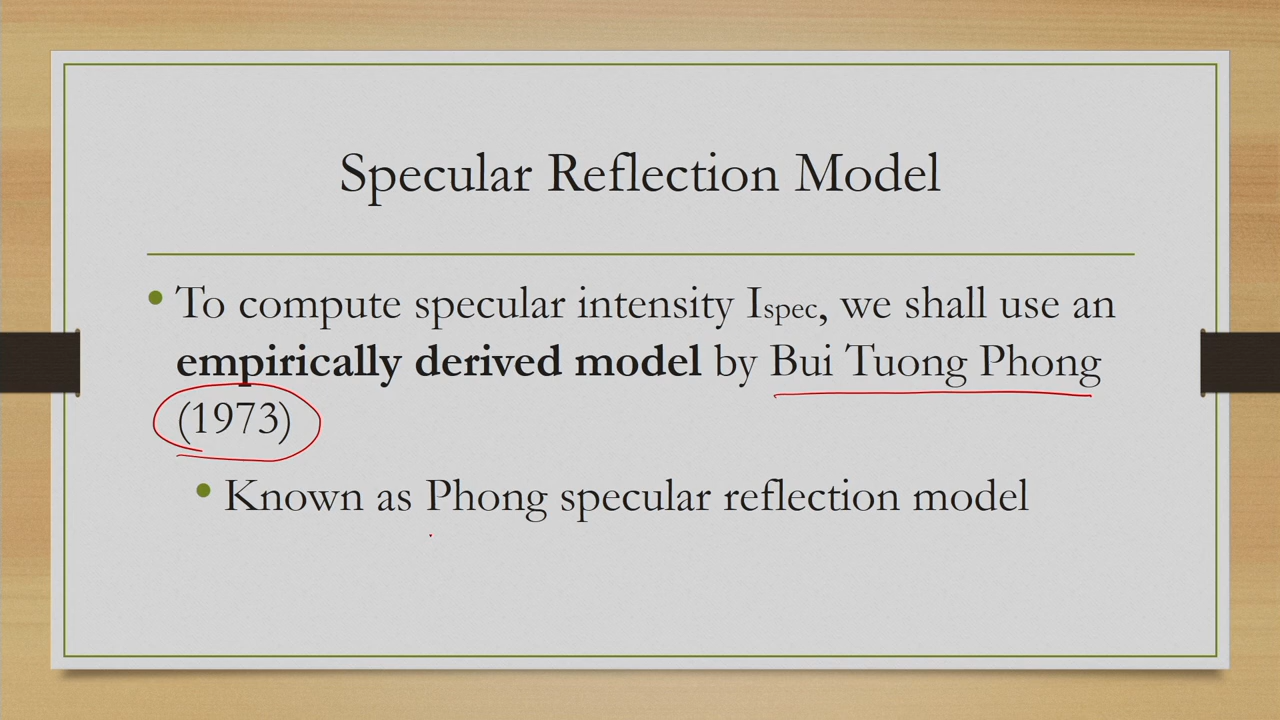 Specular Reflection Model
• To compute specular intensity Ispec, we shall use an
empirically derived model by Bui Tuong Phong
(1973)
• Known as Phong specular reflection model